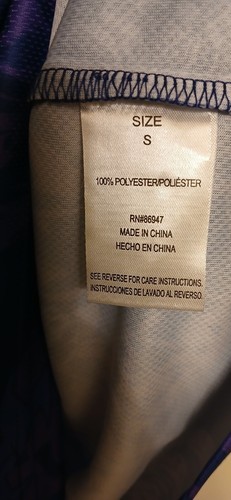 SIZE
S
100% POLYESTER/POLIÉSTER
RN#86947
MADE IN CHINA
HECHO EN CHINA
SEE REVERSE FOR CARE INSTRUCTIONS.
INSTRUCCIONES DE LAVADO AL REVERSO.